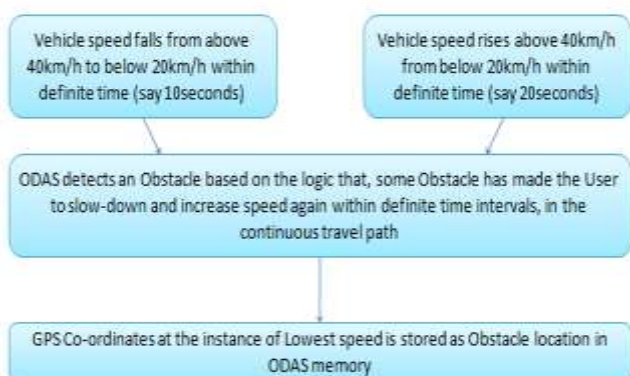 Vehicle speed falls from above
40km/h to below 20km/h within
definite time (say 10seconds)
Vehicle speed rises above 40km/h
from below 20km/h within
definite time (say 20seconds)
ODAS detects an Obstacle based on the logic that, some Obstacle has made the User
to slow-down and increase speed again within definite time intervals, in the
continuous travel path
GPS Co-ordinates at the instance of Lowest speed is stored as Obstacle location in
ODAS memory